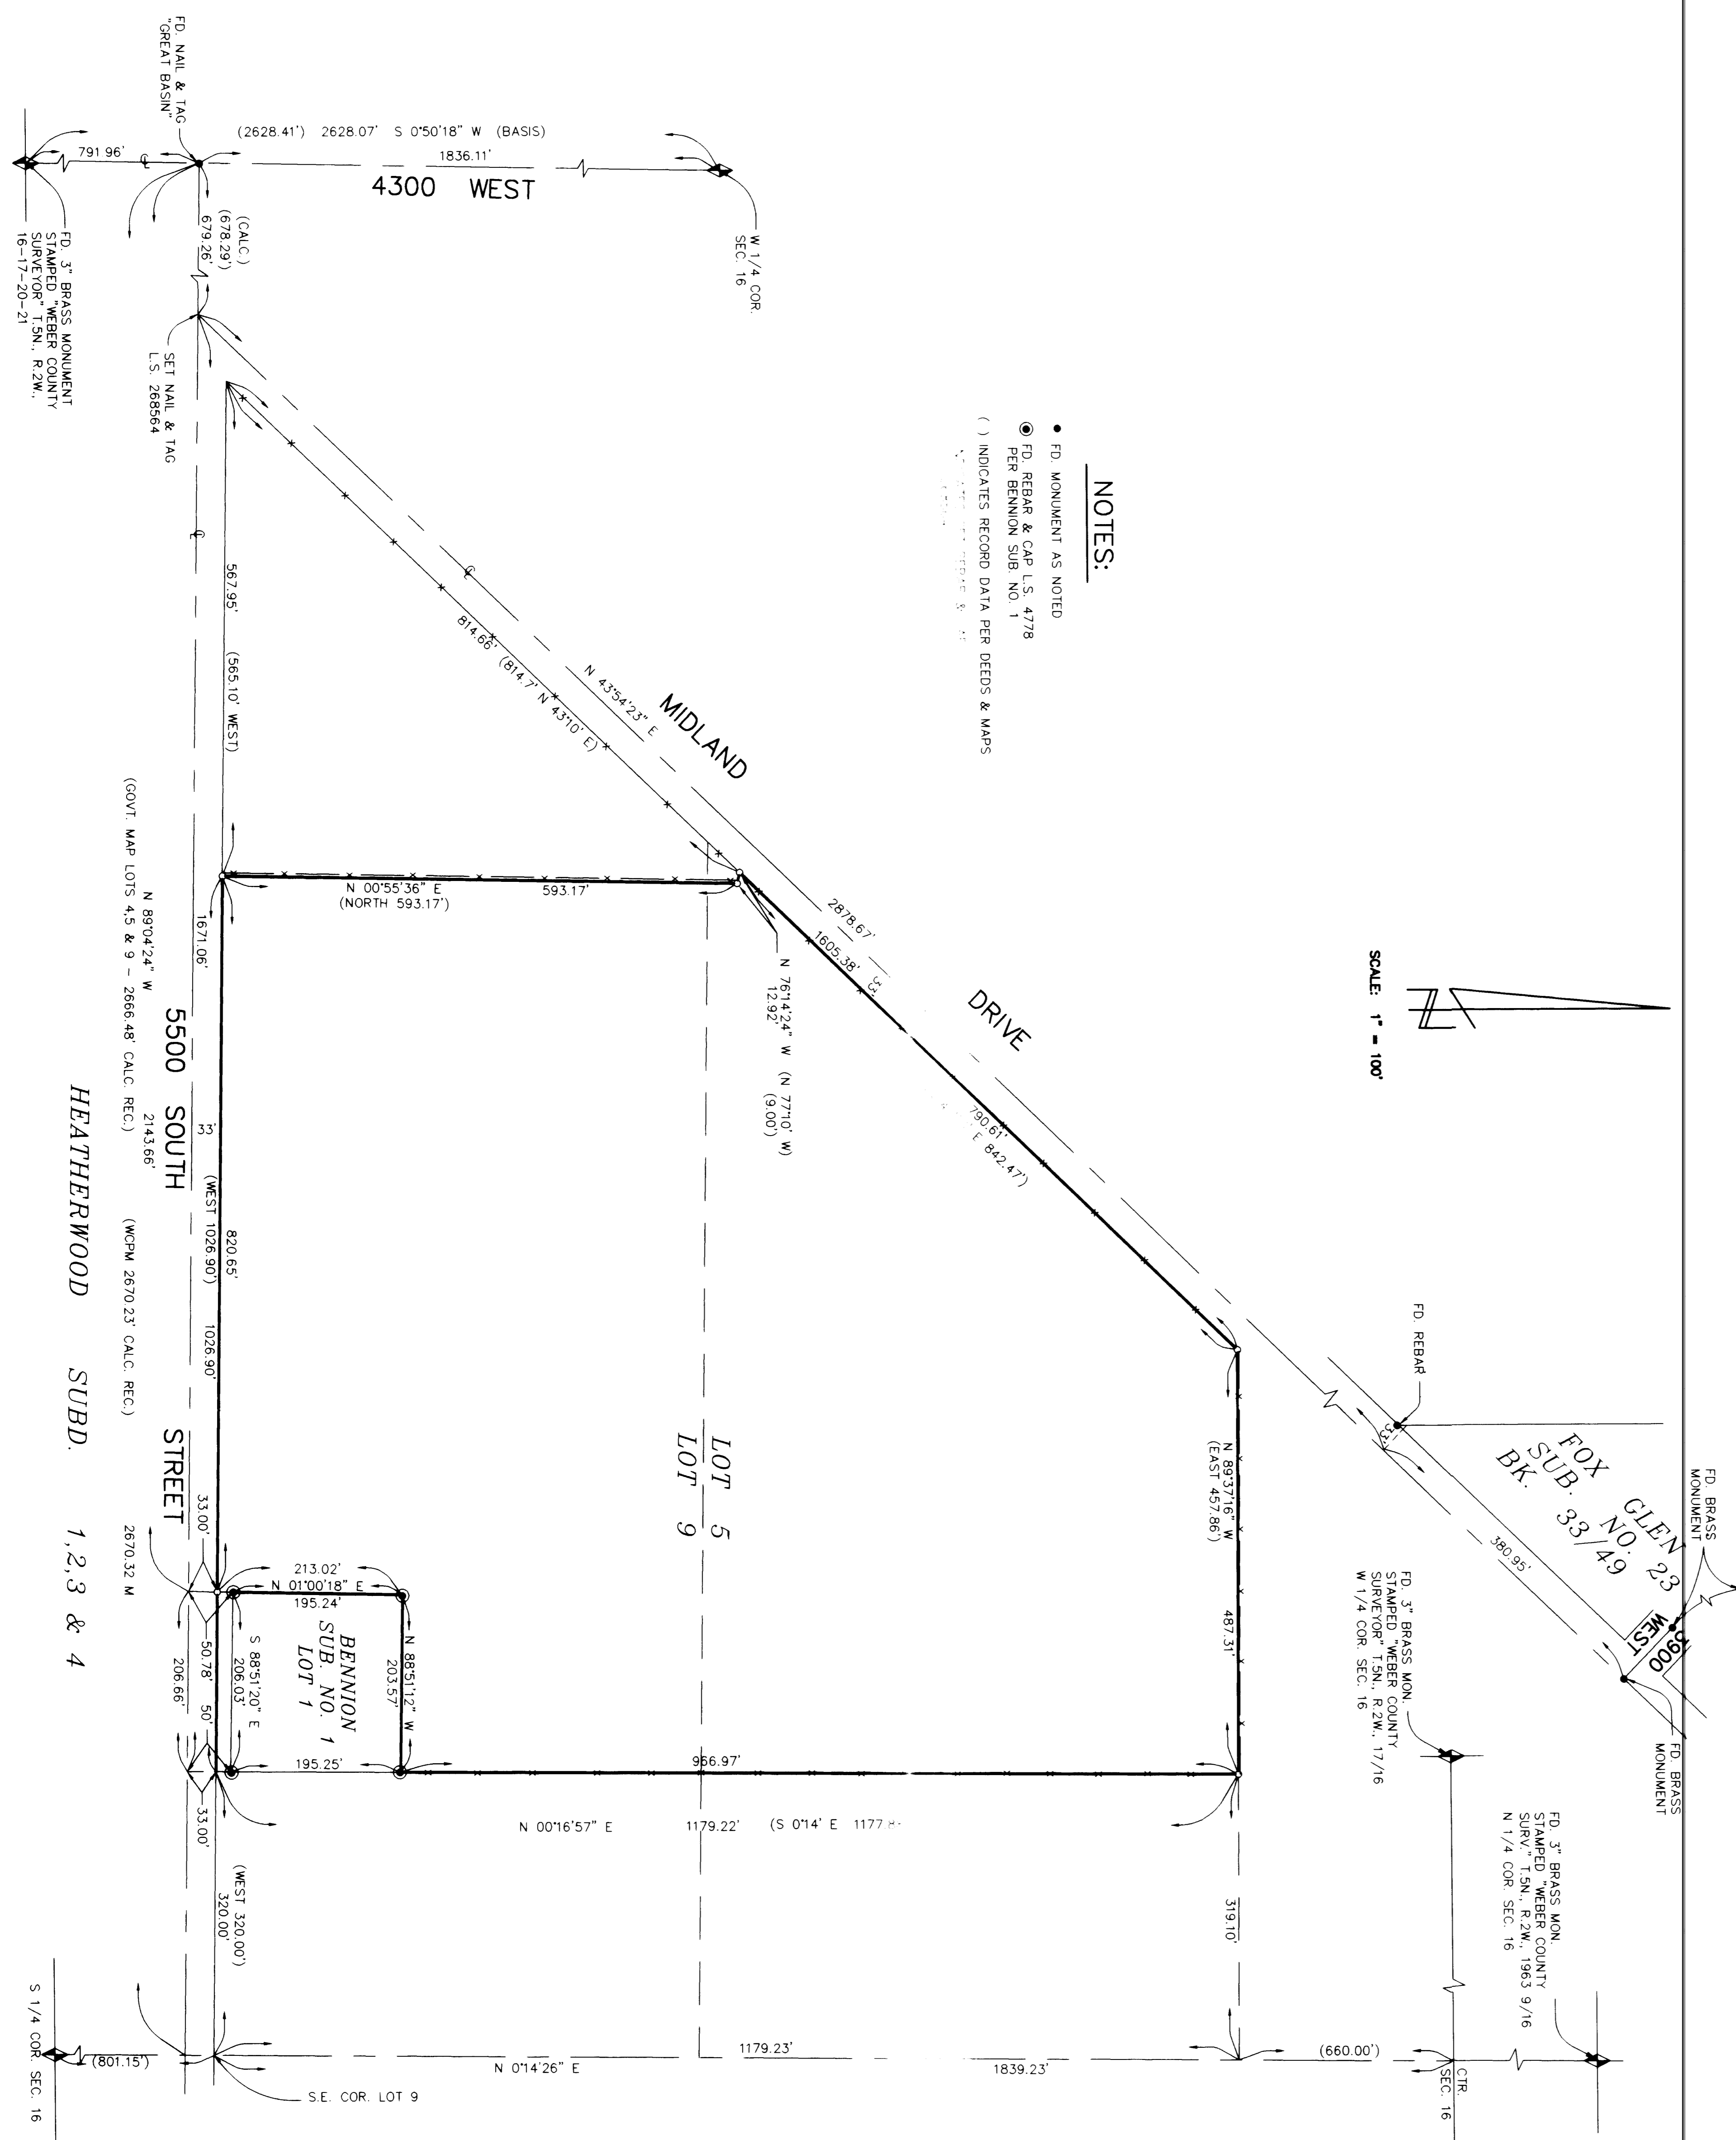 FD. NAIL & TAG
"GREAT BASIN"
(2628.41') 2628.07' S 0°50'18" W (BASIS)
791.96'
1836.11'
4300 WEST
W 1/4 COR.
SEC. 16
FD. 3" BRASS MONUMENT
STAMPED "WEBER COUNTY
SURVEYOR" T.5N., R.2W.,
16-17-20-21
(CALC.)
(678.29')
679.26'
SET NAIL & TAG
L.S. 268564
NOTES:
FD. MONUMENT AS NOTED
FD. REBAR & CAP L.S. 4778
PER BENNION SUB. NO. 1
( ) INDICATES RECORD DATA PER DEEDS & MAPS
SCALE: 1" = 100'
567.95'
(565.10' WEST)
814.66' (814.7' N 43°10' E)
N 43°54'23" E
MIDLAND
DRIVE
2878.67'
1605.38'
33'
790.61'
E 842.47')
N 00°55'36" E 593.17'
(NORTH 593.17')
N 76°14'24" W (N 77°10' W)
12.92' (9.00')
1671.06'
33'
(WEST 1026.90')
1026.90'
820.65'
N 89°04'24" W 2143.66'
(GOVT. MAP LOTS 4,5 & 9 - 2666.48' CALC. REC.)
(WCPM 2670.23' CALC. REC.)
2670.32 M
5500 SOUTH STREET
HEATHERWOOD SUBD. 1,2,3 & 4
LOT 5
LOT 9
N 89°37'16" W
(EAST 457.86')
487.31'
FD. REBAR
33'
FOX GLEN
SUB. NO. 23
BK. 33/49
FD. BRASS
MONUMENT
380.95'
3900
WEST
FD. BRASS
MONUMENT
FD. 3" BRASS MON.
STAMPED "WEBER COUNTY
SURVEYOR" T.5N., R.2W., 17/16
W 1/4 COR. SEC. 16
FD. 3" BRASS MON.
STAMPED "WEBER COUNTY
SURV." T.5N., R.2W., 1963 9/16
N 1/4 COR. SEC. 16
33.00'
213.02'
N 01°00'18" E
195.24'
BENNION
SUB. NO. 1
LOT 1
N 88°51'12" W
203.57'
S 88°51'20" E
206.03'
50.78'
50'
206.66'
195.25'
966.97'
33.00'
N 00°16'57" E 1179.22' (S 0°14' E 1177.8
(WEST 320.00')
320.00'
319.10'
S 1/4 COR. SEC. 16
(801.15')
N 0°14'26" E
1179.23'
1839.23'
(660.00')
CTR.
SEC. 16
S.E. COR. LOT 9